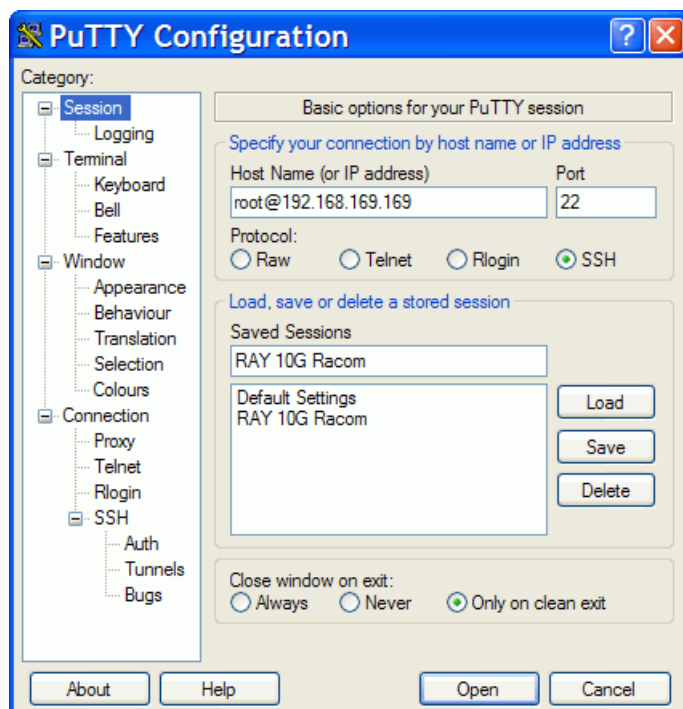 PuTTY Configuration
Category:
Session
Logging
Terminal
Keyboard
Bell
Features
Window
Appearance
Behaviour
Translation
Selection
Colours
Connection
Proxy
Telnet
Rlogin
SSH
Auth
Tunnels
Bugs
Basic options for your PuTTY session
Specify your connection by host name or IP address
Host Name (or IP address) Port
root@192.168.169.169 22
Protocol:
Raw Telnet Rlogin SSH
Load, save or delete a stored session
Saved Sessions
RAY 10G Racom
Default Settings
RAY 10G Racom
Load
Save
Delete
Close window on exit:
Always Never Only on clean exit
About Help Open Cancel